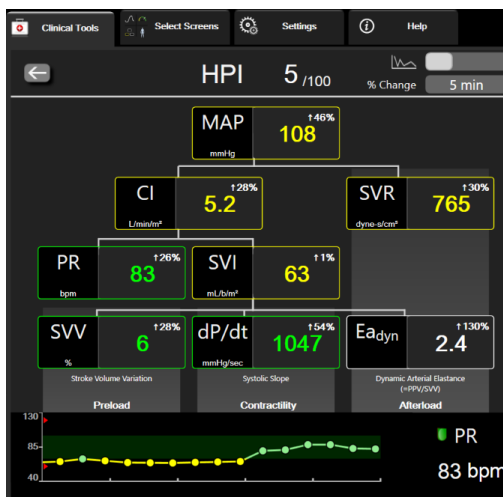 Clinical Tools Select Screens Settings Help
HPI 5 /100 % Change 5 min
MAP ↑46%
108
mmHg
CI ↑28% SVR ↑30%
5.2 765
L/min/m² dyne-s/cm⁵
PR ↑26% SVI ↑1%
83 63
bpm mL/b/m²
SVV ↑28% dP/dt ↑54% Eadyn ↑130%
6 1047 2.4
% mmHg/sec
Stroke Volume Variation Systolic Slope Dynamic Arterial Elastance
(=PPV/SVV)
Preload Contractility Afterload
130
85
40
PR
83 bpm